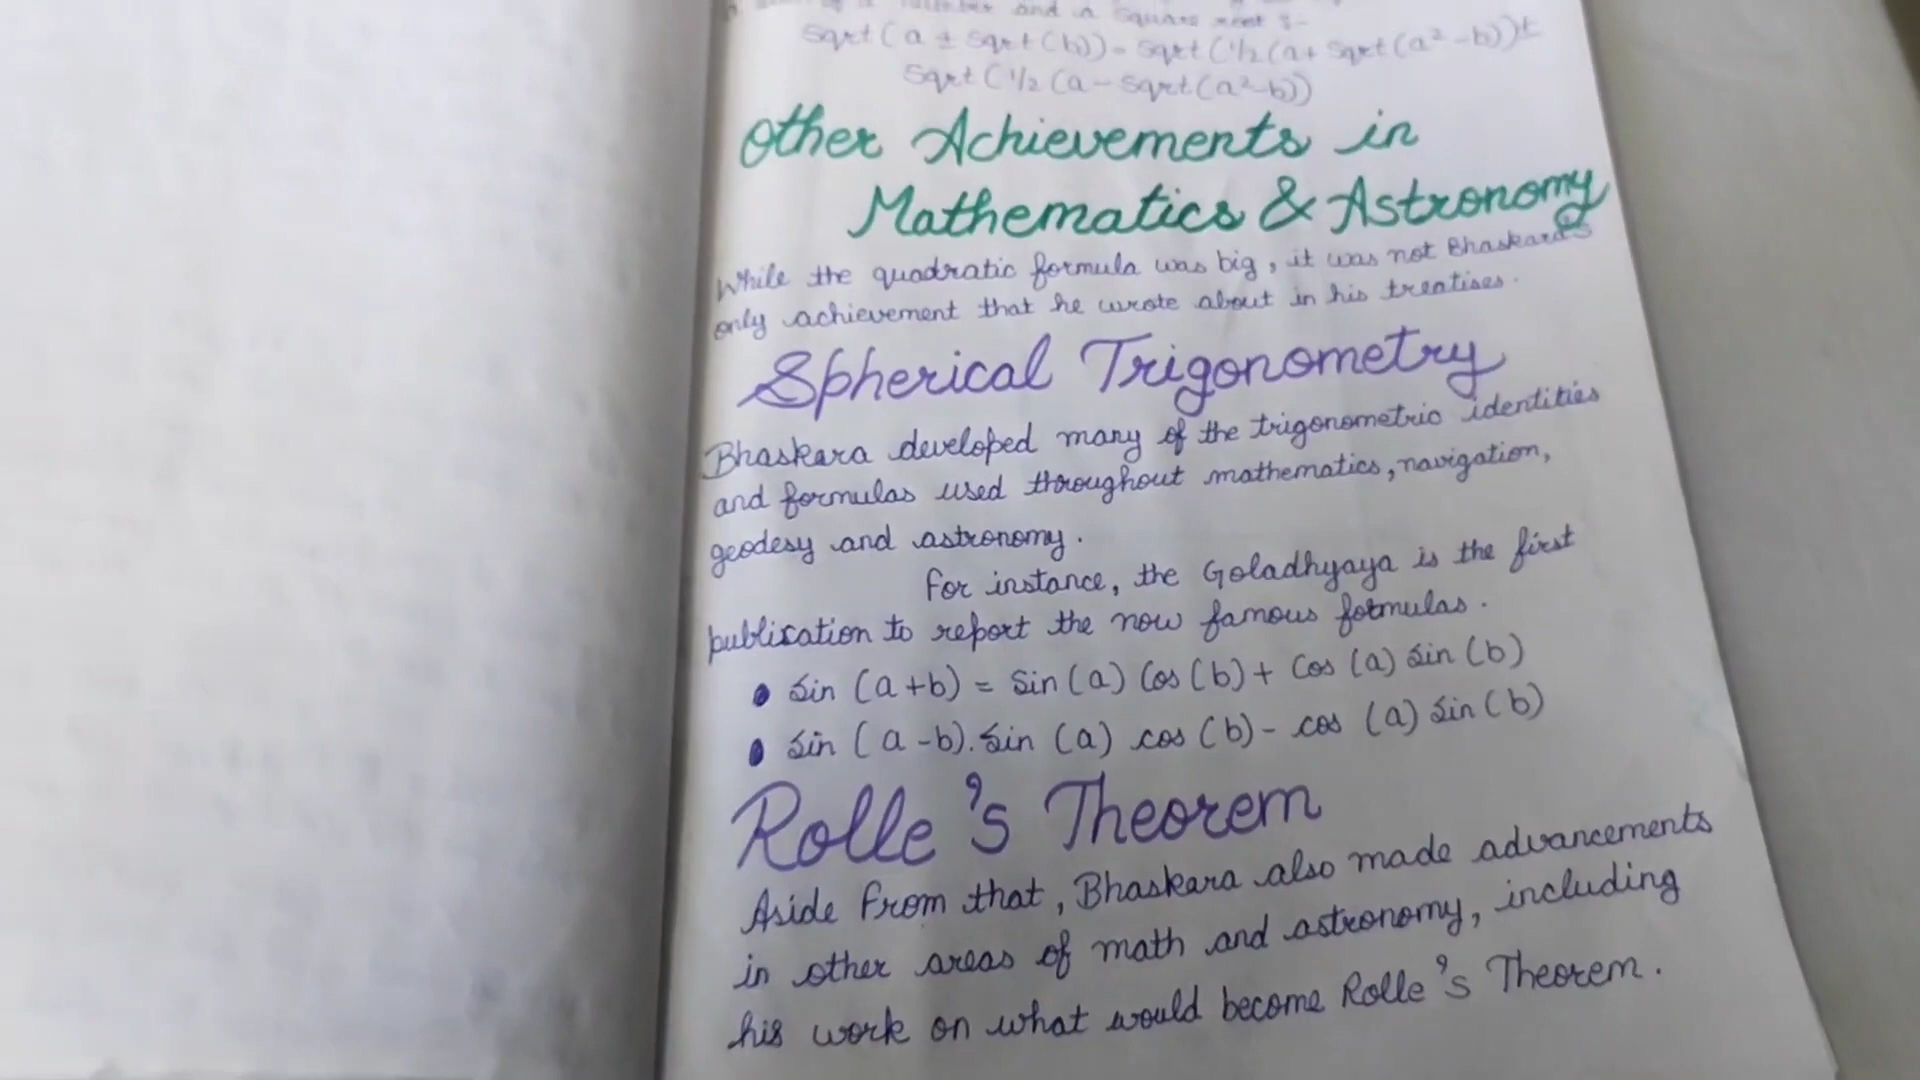 and a square root :-
sqrt(a ± sqrt(b)) = sqrt(1/2(a+ sqrt(a²-b))±
sqrt(1/2(a-sqrt(a²-b))
Other Achievements in
Mathematics & Astronomy
While the quadratic formula was big, it was not Bhaskara's
only achievement that he wrote about in his treatises.
Spherical Trigonometry
Bhaskara developed many of the trigonometric identities
and formulas used throughout mathematics, navigation,
geodesy and astronomy.
For instance, the Goladhyaya is the first
publication to report the now famous formulas.
• Sin (a+b) = Sin(a) Cos(b) + Cos(a) Sin(b)
• Sin (a-b). Sin (a) cos (b) - cos (a) Sin(b)
Rolle's Theorem
Aside From that, Bhaskara also made advancements
in other areas of math and astronomy, including
his work on what would become Rolle's Theorem.